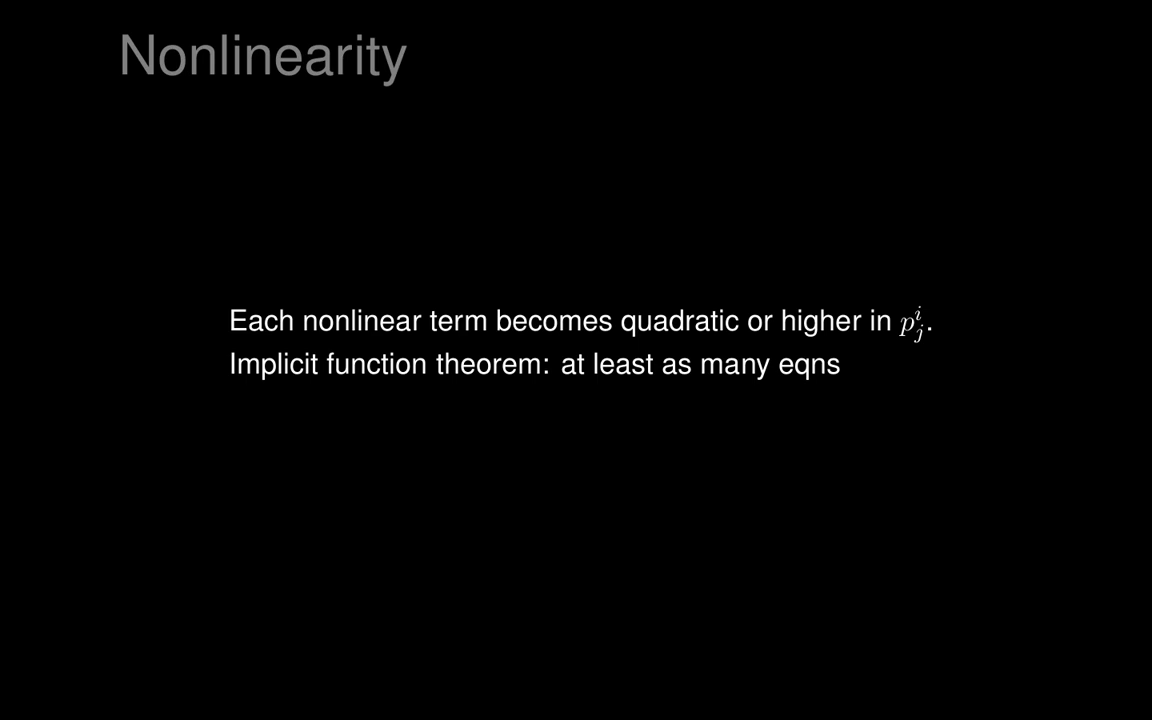 Nonlinearity
Each nonlinear term becomes quadratic or higher in $p^i_j$.
Implicit function theorem: at least as many eqns